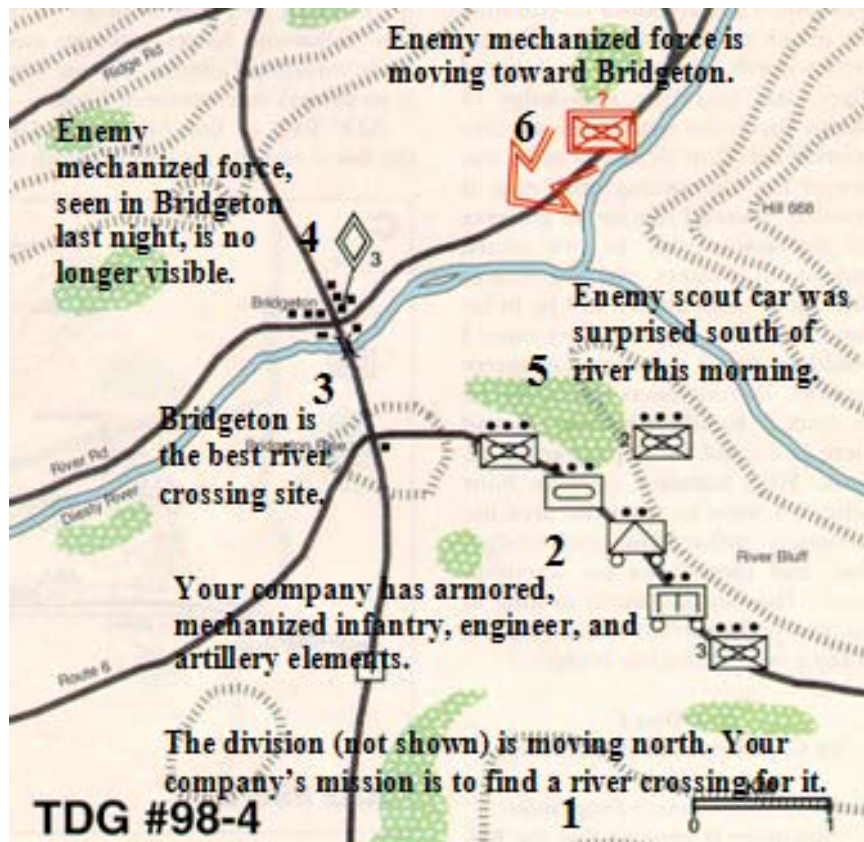 Enemy mechanized force is
moving toward Bridgeton.
Ridge Rd
?
6
Enemy
mechanized force,
seen in Bridgeton
last night, is no
longer visible.
4
3
Hill 668
Bridgeton
Enemy scout car was
surprised south of
river this morning.
3
5
Bridgeton is
the best river
crossing site.
1
2
River Rd
Diesly River
2
River Bluff
Your company has armored,
mechanized infantry, engineer, and
artillery elements.
3
Route 6
The division (not shown) is moving north. Your
company's mission is to find a river crossing for it.
TDG #98-4
1
0 1